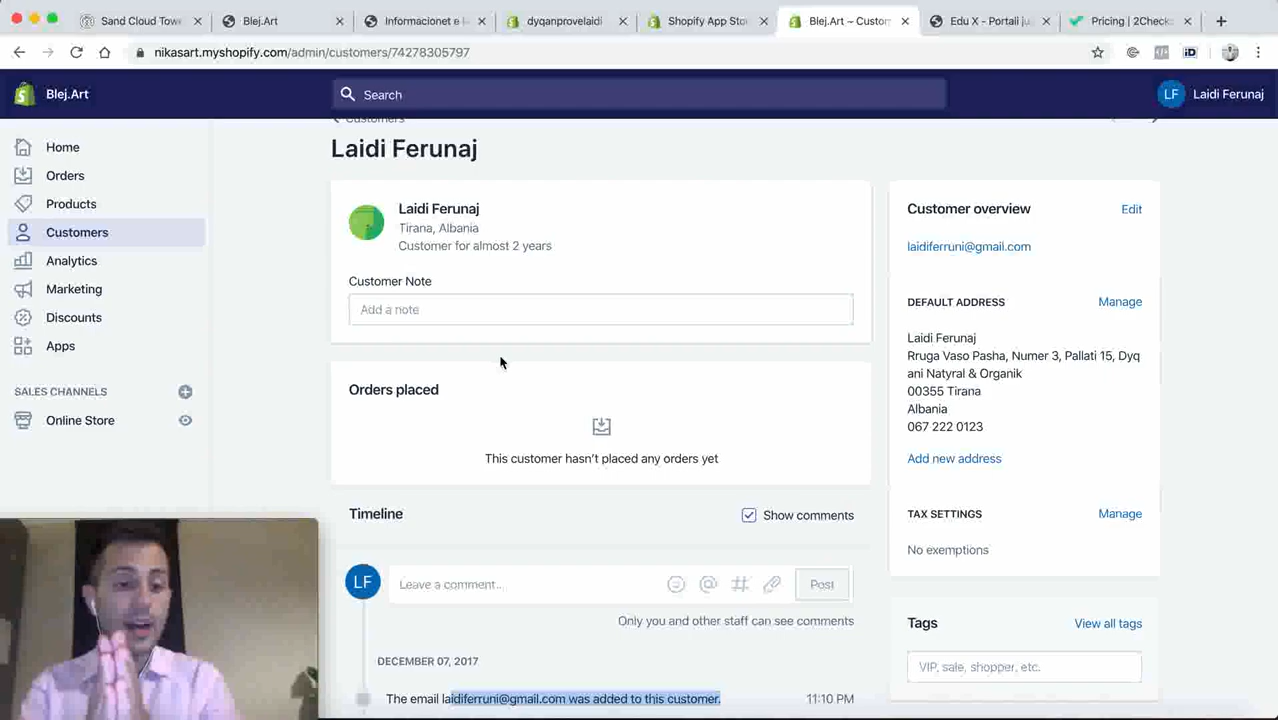 Sand Cloud Tow
Blej.Art
Informacionet e
dyqanprovelaidi
Shopify App Sto
Blej.Art ~ Custom
Edu X - Portali ju
Pricing | 2Check
nikasart.myshopify.com/admin/customers/74278305797
iD
Blej.Art
Search
LF
Laidi Ferunaj
Customers
Home
Orders
Products
Customers
Analytics
Marketing
Discounts
Apps
SALES CHANNELS
Online Store
Laidi Ferunaj
Laidi Ferunaj
Tirana, Albania
Customer for almost 2 years
Customer Note
Add a note
Orders placed
This customer hasn't placed any orders yet
Timeline
Show comments
LF
Leave a comment...
Post
Only you and other staff can see comments
DECEMBER 07, 2017
The email laidiferruni@gmail.com was added to this customer.
11:10 PM
Customer overview
Edit
laidiferruni@gmail.com
DEFAULT ADDRESS
Manage
Laidi Ferunaj
Rruga Vaso Pasha, Numer 3, Pallati 15, Dyq
ani Natyral & Organik
00355 Tirana
Albania
067 222 0123
Add new address
TAX SETTINGS
Manage
No exemptions
Tags
View all tags
VIP, sale, shopper, etc.